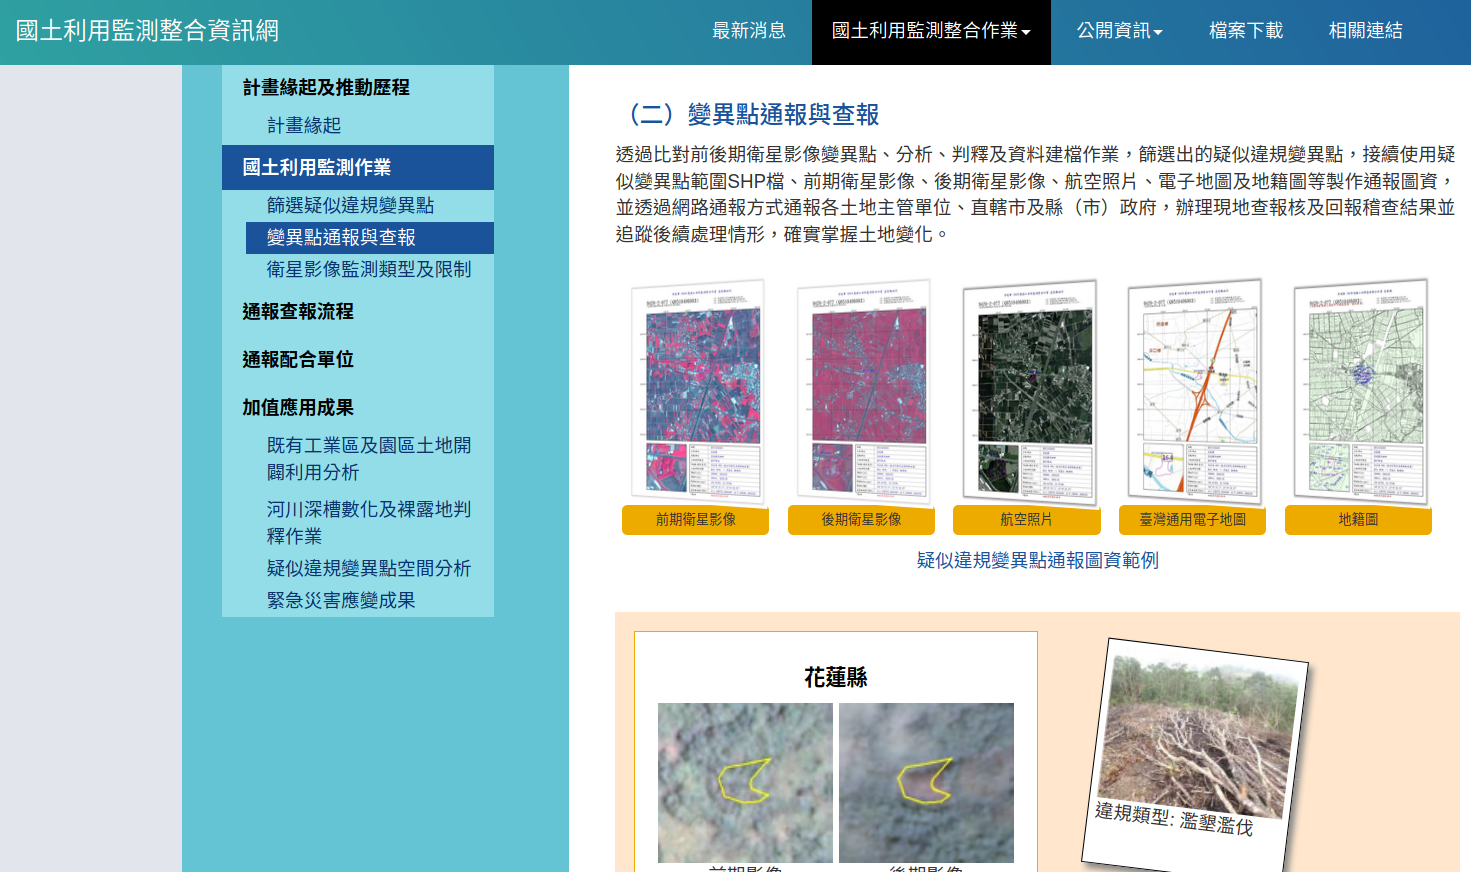 國土利用監測整合資訊網
最新消息
國土利用監測整合作業
公開資訊
檔案下載
相關連結
計畫緣起及推動歷程
計畫緣起
國土利用監測作業
篩選疑似違規變異點
變異點通報與查報
衛星影像監測類型及限制
通報查報流程
通報配合單位
加值應用成果
既有工業區及園區土地開
闢利用分析
河川深槽數化及裸露地判
釋作業
疑似違規變異點空間分析
緊急災害應變成果
（二）變異點通報與查報
透過比對前後期衛星影像變異點、分析、判釋及資料建檔作業，篩選出的疑似違規變異點，接續使用疑
似變異點範圍SHP檔、前期衛星影像、後期衛星影像、航空照片、電子地圖及地籍圖等製作通報圖資，
並透過網路通報方式通報各土地主管單位、直轄市及縣（市）政府，辦理現地查報核及回報稽查結果並
追蹤後續處理情形，確實掌握土地變化。
前期衛星影像
後期衛星影像
航空照片
臺灣通用電子地圖
地籍圖
疑似違規變異點通報圖資範例
花蓮縣
前期影像
後期影像
違規類型: 濫墾濫伐